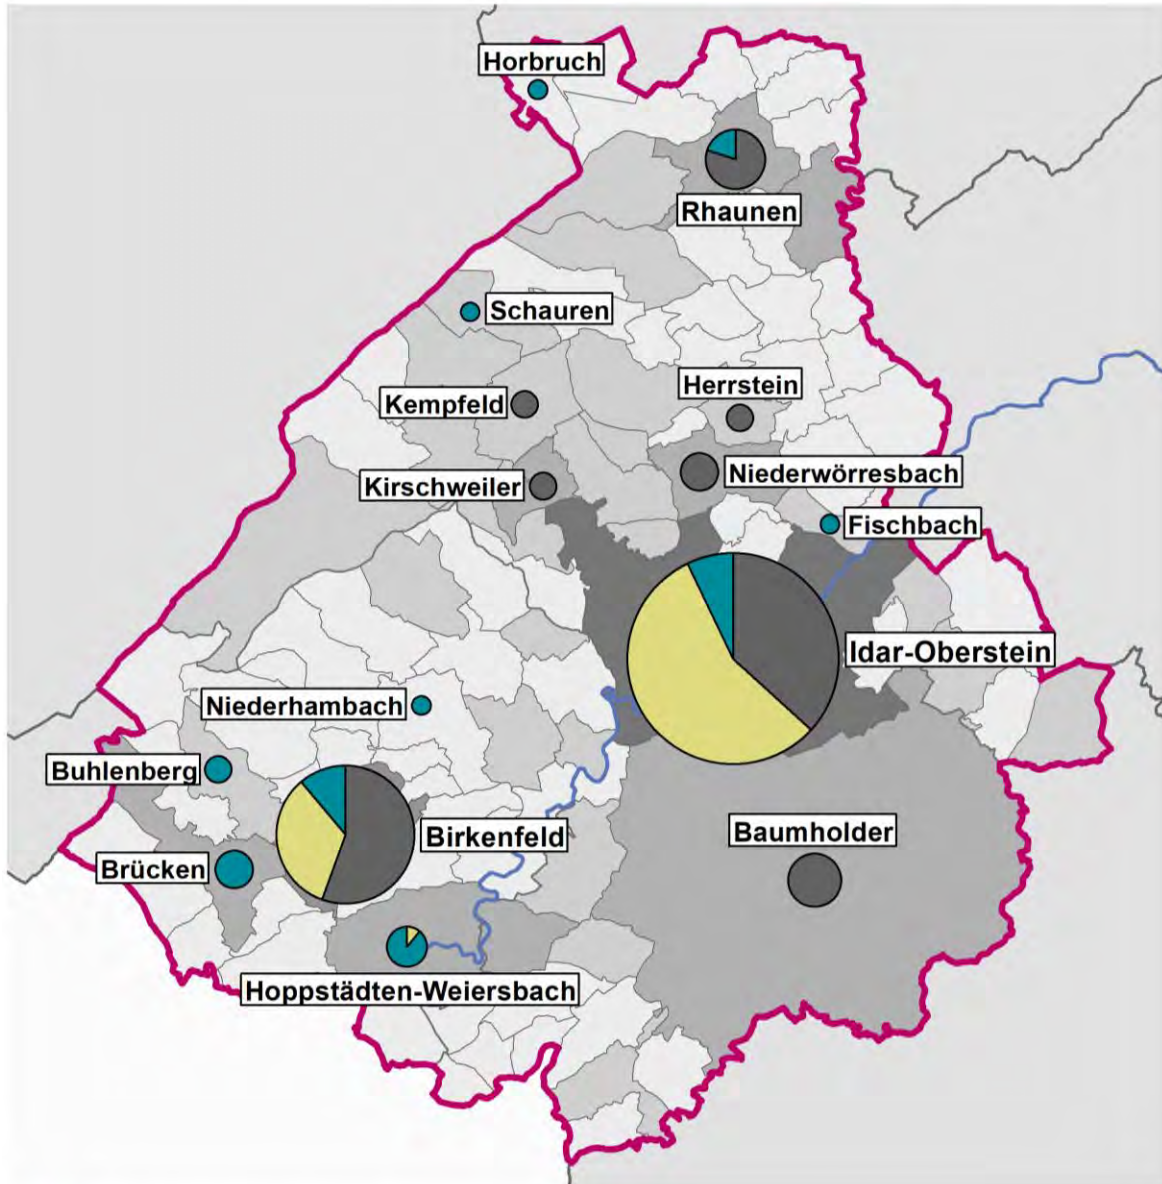 Horbruch
Rhaunen
Schauren
Herrstein
Kempfeld
Niederwörresbach
Kirschweiler
Fischbach
Idar-Oberstein
Niederhambach
Buhlenberg
Birkenfeld
Baumholder
Brücken
Hoppstädten-Weiersbach